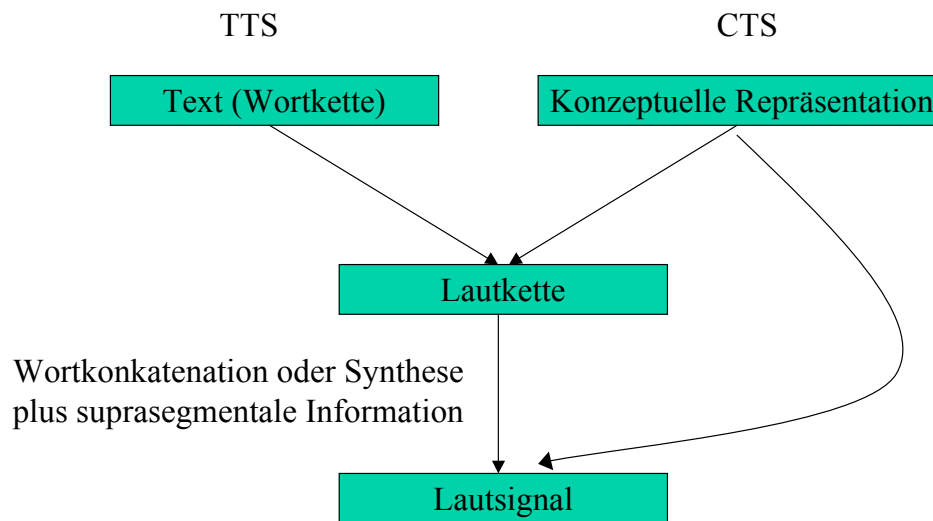 TTS
CTS
Text (Wortkette)
Konzeptuelle Repräsentation
Lautkette
Wortkonkatenation oder Synthese
plus suprasegmentale Information
Lautsignal